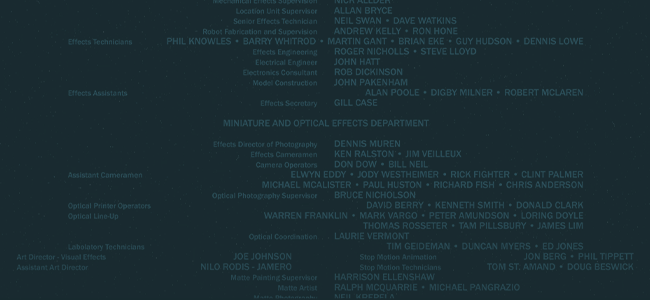 Mechanical Effects Supervisor NICK ALLDER
Location Unit Supervisor ALLAN BRYCE
Senior Effects Technician NEIL SWAN • DAVE WATKINS
Robot Fabrication and Supervision ANDREW KELLY • RON HONE
Effects Technicians PHIL KNOWLES • BARRY WHITROD • MARTIN GANT • BRIAN EKE • GUY HUDSON • DENNIS LOWE
Effects Engineering ROGER NICHOLLS • STEVE LLOYD
Electrical Engineer JOHN HATT
Electronics Consultant ROB DICKINSON
Model Construction JOHN PAKENHAM
Effects Assistants ALAN POOLE • DIGBY MILNER • ROBERT McLAREN
Effects Secretary GILL CASE
MINIATURE AND OPTICAL EFFECTS DEPARTMENT
Effects Director of Photography DENNIS MUREN
Effects Cameramen KEN RALSTON • JIM VEILLEUX
Camera Operators DON DOW • BILL NEIL
Assistant Cameramen ELWYN EDDY • JODY WESTHEIMER • RICK FIGHTER • CLINT PALMER
MICHAEL McALISTER • PAUL HUSTON • RICHARD FISH • CHRIS ANDERSON
Optical Photography Supervisor BRUCE NICHOLSON
Optical Printer Operators DAVID BERRY • KENNETH SMITH • DONALD CLARK
Optical Line-Up WARREN FRANKLIN • MARK VARGO • PETER AMUNDSON • LORING DOYLE
THOMAS ROSSETER • TAM PILLSBURY • JAMES LIM
Optical Coordination LAURIE VERMONT
Laboratory Technicians TIM GEIDEMAN • DUNCAN MYERS • ED JONES
Art Director - Visual Effects JOE JOHNSON Stop Motion Animation JON BERG • PHIL TIPPETT
Assistant Art Director NILO RODIS - JAMERO Stop Motion Technicians TOM ST. AMAND • DOUG BESWICK
Matte Painting Supervisor HARRISON ELLENSHAW
Matte Artist RALPH McQUARRIE • MICHAEL PANGRAZIO